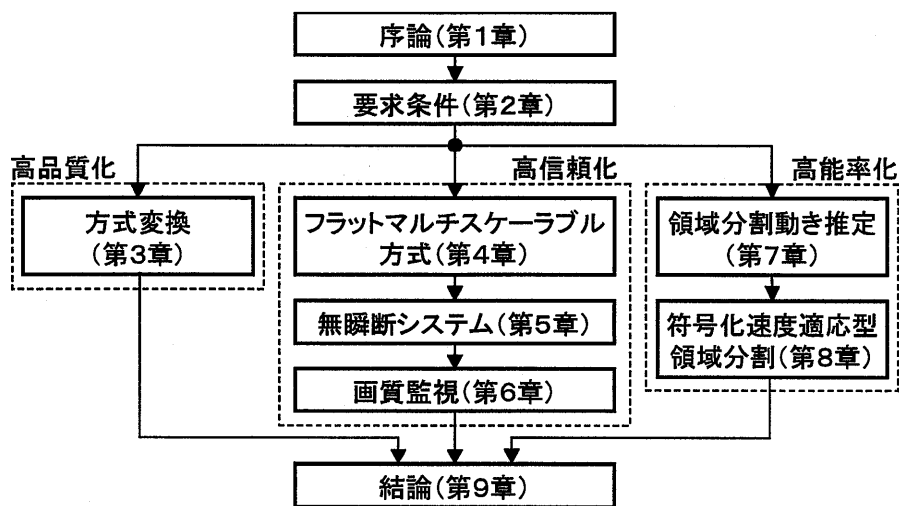 序論(第1章)
要求条件(第2章)
高品質化
方式変換
(第3章)
高信頼化
フラットマルチスケーラブル
方式(第4章)
無瞬断システム(第5章)
画質監視(第6章)
高能率化
領域分割動き推定
(第7章)
符号化速度適応型
領域分割(第8章)
結論(第9章)